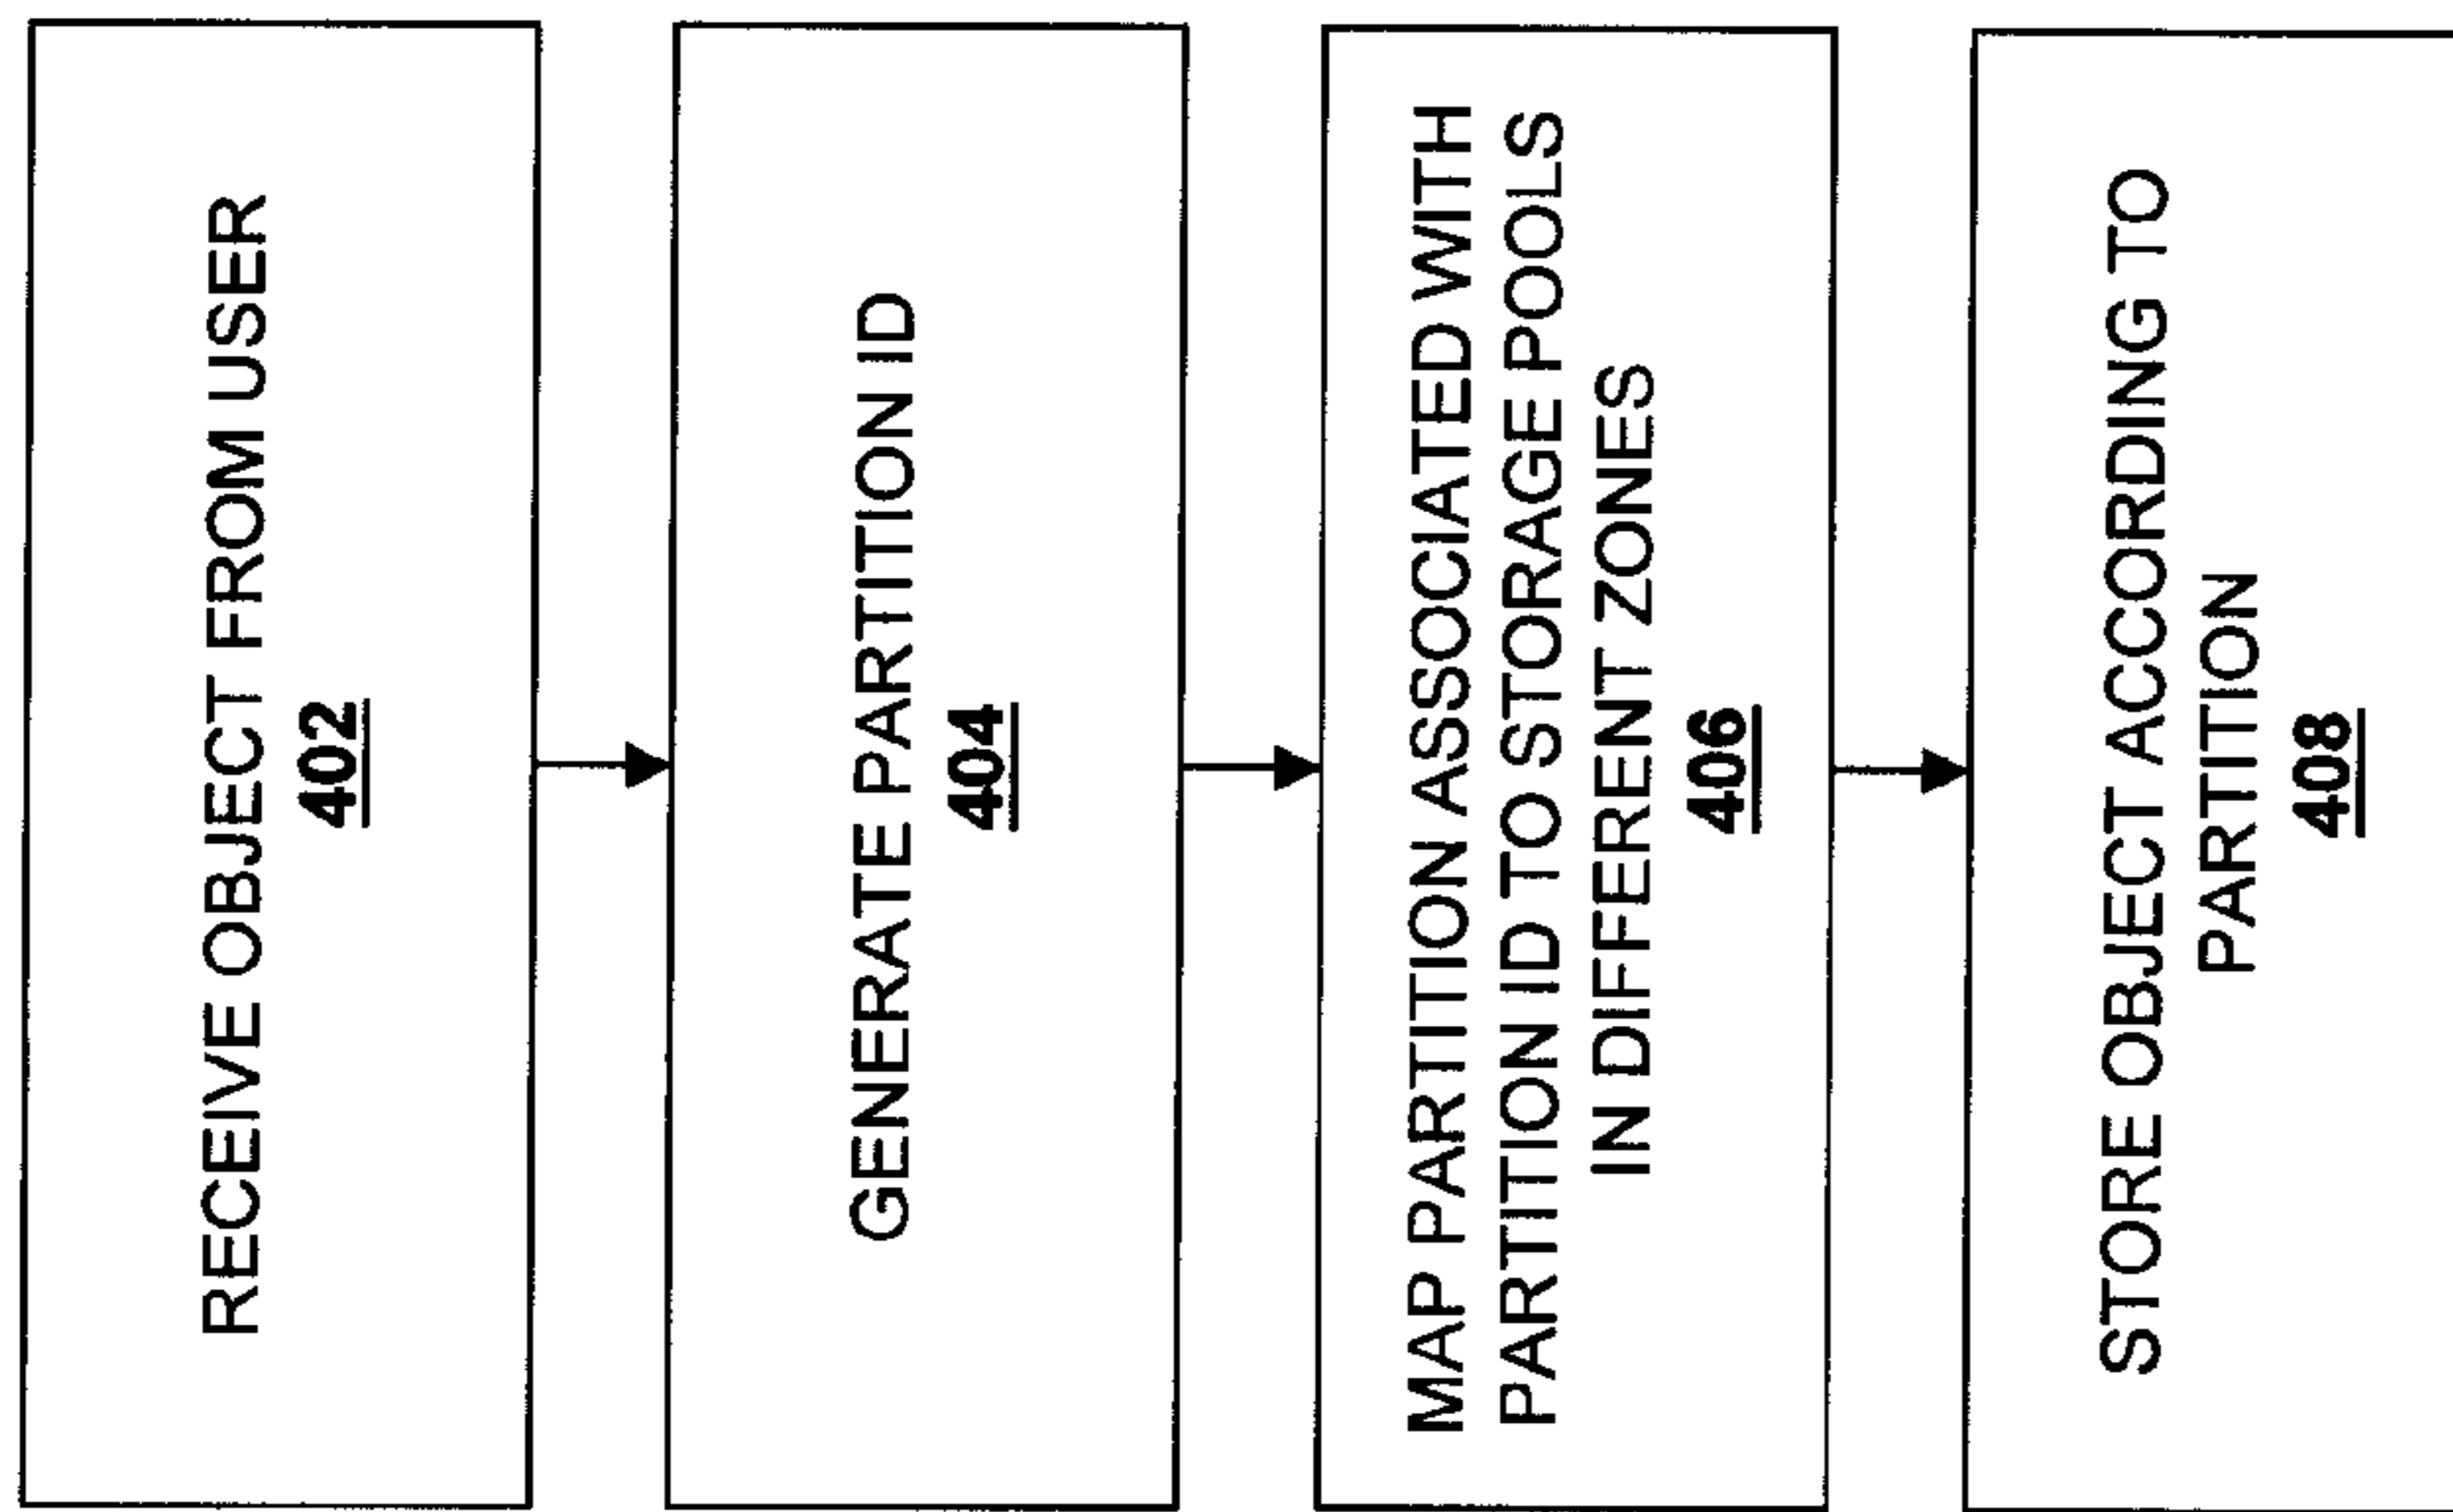 RECEIVE OBJECT FROM USER
402
GENERATE PARTITION ID
404
MAP PARTITION ASSOCIATED WITH
PARTITION ID TO STORAGE POOLS
IN DIFFERENT ZONES
406
STORE OBJECT ACCORDING TO
PARTITION
408